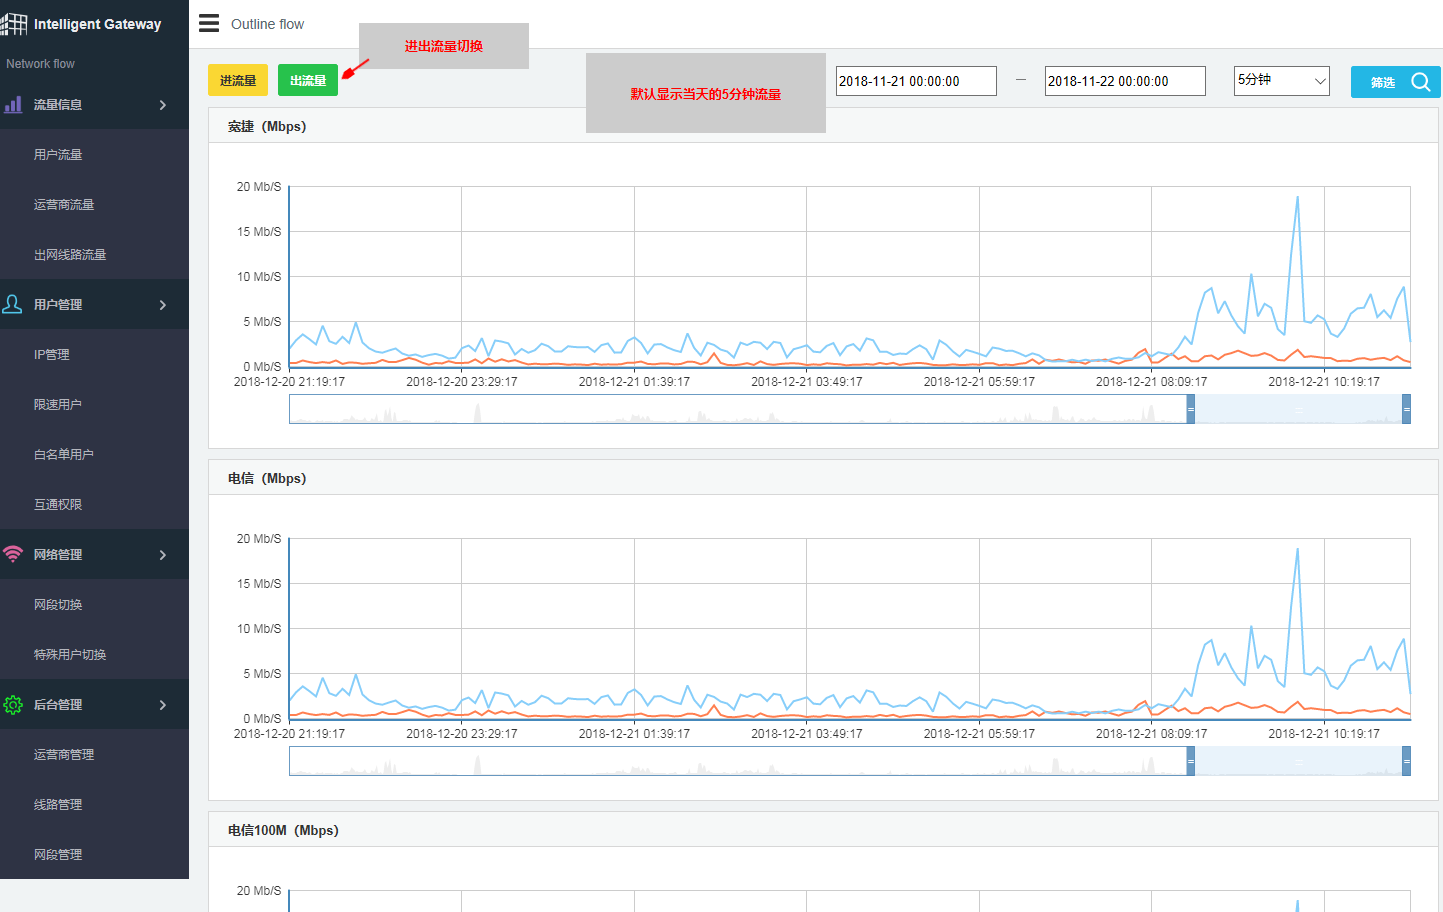 Intelligent Gateway
Outline flow
进出流量切换
Network flow
进流量
出流量
默认显示当天的5分钟流量
2018-11-21 00:00:00
—
2018-11-22 00:00:00
5分钟
筛选
流量信息
用户流量
运营商流量
出网线路流量
用户管理
IP管理
限速用户
白名单用户
互通权限
网络管理
网段切换
特殊用户切换
后台管理
运营商管理
线路管理
网段管理
宽捷（Mbps）
20 Mb/S
15 Mb/S
10 Mb/S
5 Mb/S
0 Mb/S
2018-12-20 21:19:17
2018-12-20 23:29:17
2018-12-21 01:39:17
2018-12-21 03:49:17
2018-12-21 05:59:17
2018-12-21 08:09:17
2018-12-21 10:19:17
电信（Mbps）
20 Mb/S
15 Mb/S
10 Mb/S
5 Mb/S
0 Mb/S
2018-12-20 21:19:17
2018-12-20 23:29:17
2018-12-21 01:39:17
2018-12-21 03:49:17
2018-12-21 05:59:17
2018-12-21 08:09:17
2018-12-21 10:19:17
电信100M（Mbps）
20 Mb/S